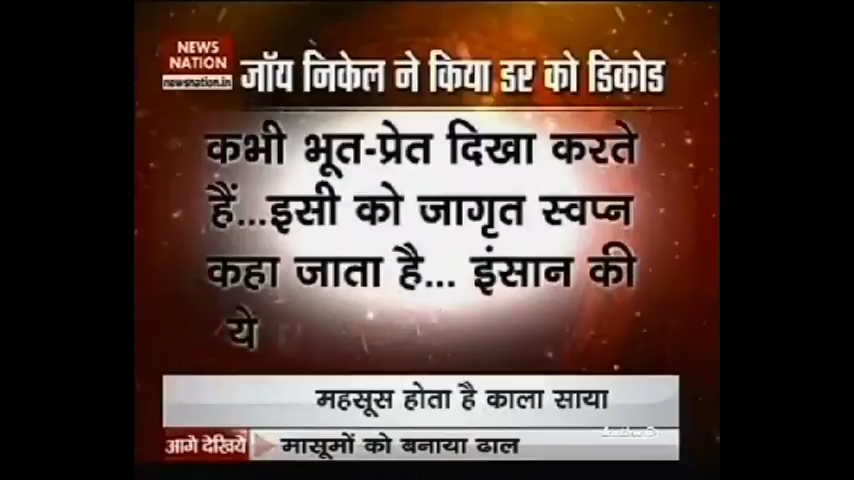 NEWS
NATION
newsnation.in
जॉय निकेल ने किया डर को डिकोड
कभी भूत-प्रेत दिखा करते
हैं...इसी को जागृत स्वप्न
कहा जाता है... इंसान की
ये
महसूस होता है काला साया
आगे देखिये मासूमों को बनाया ढाल